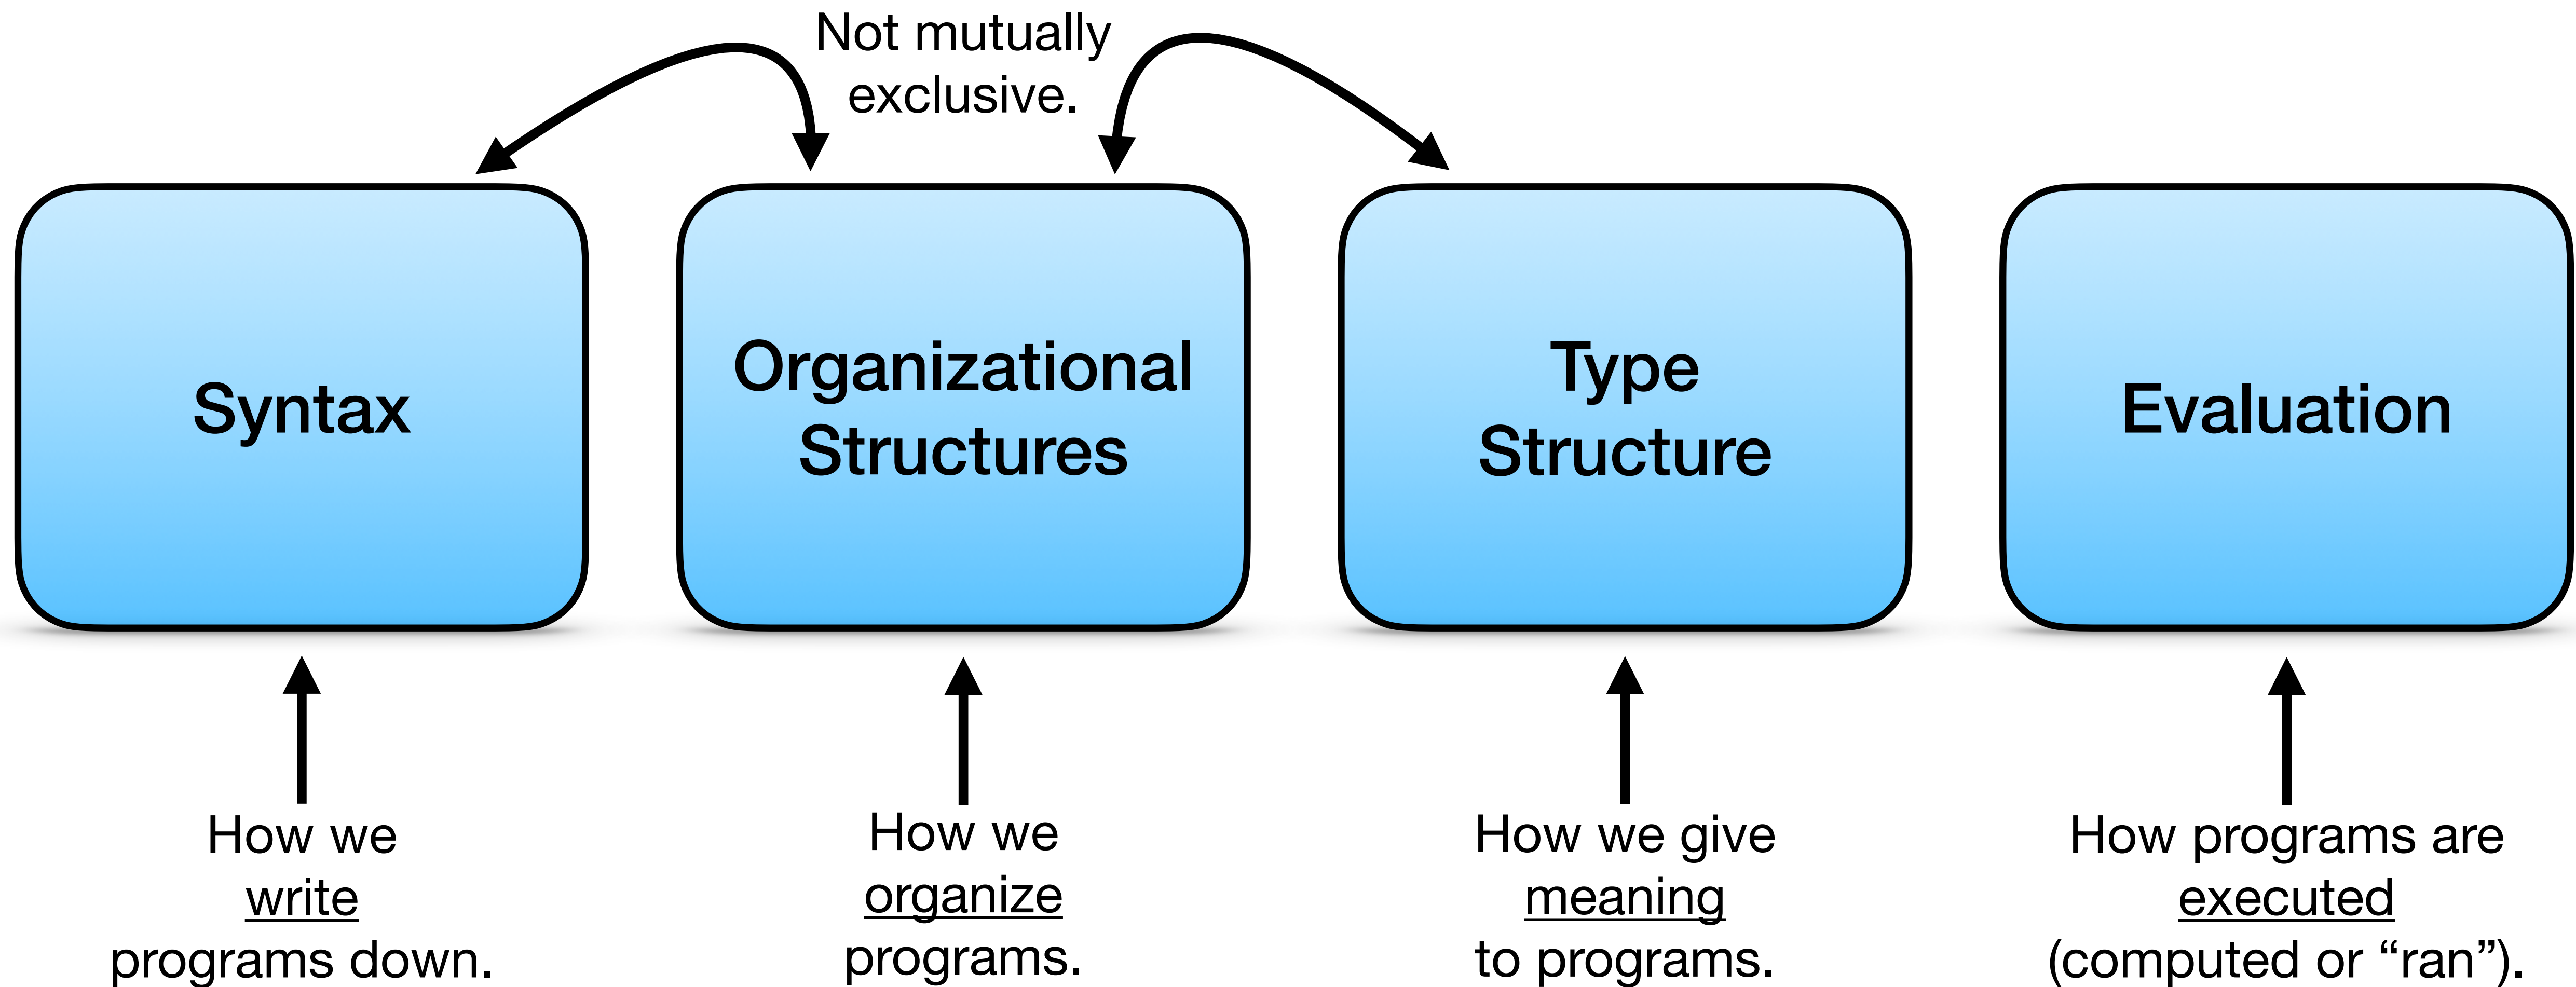 Not mutually
exclusive.
Syntax
Organizational
Structures
Type
Structure
Evaluation
How we
write
programs down.
How we
organize
programs.
How we give
meaning
to programs.
How programs are
executed
(computed or “ran”).